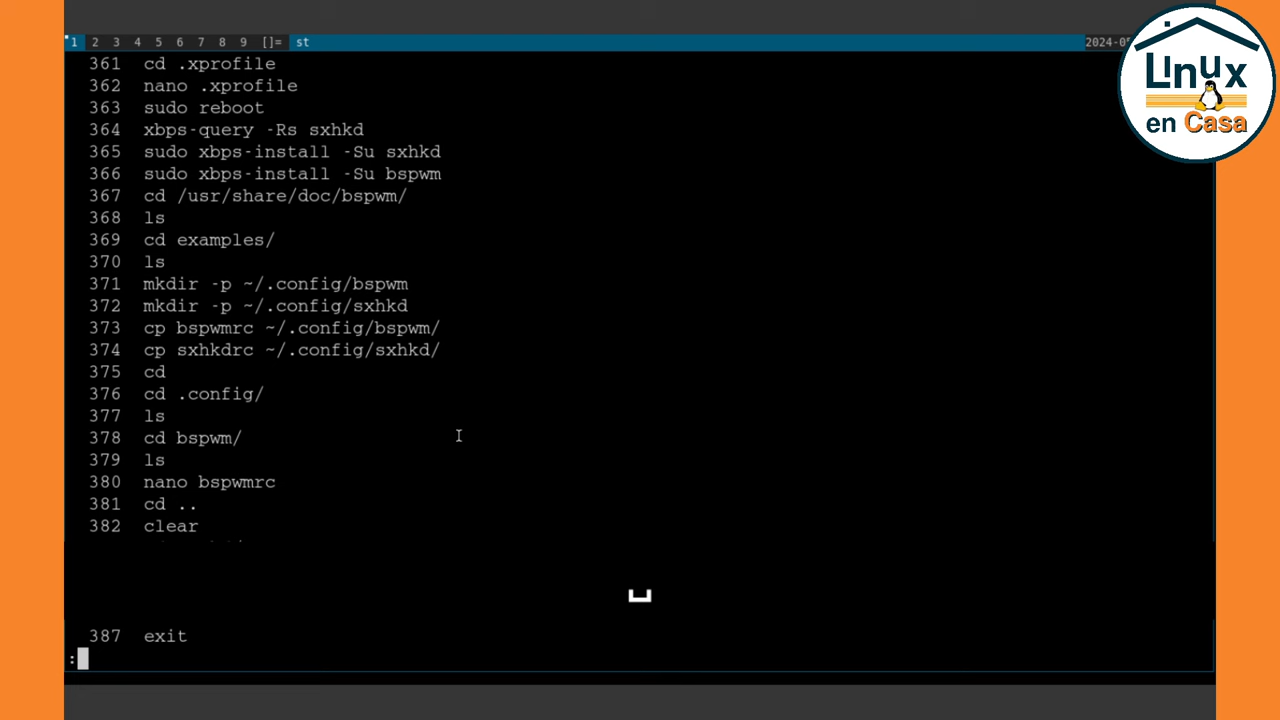 1 2 3 4 5 6 7 8 9 []= st 2024-05
Linux
en Casa
361 cd .xprofile
362 nano .xprofile
363 sudo reboot
364 xbps-query -Rs sxhkd
365 sudo xbps-install -Su sxhkd
366 sudo xbps-install -Su bspwm
367 cd /usr/share/doc/bspwm/
368 ls
369 cd examples/
370 ls
371 mkdir -p ~/.config/bspwm
372 mkdir -p ~/.config/sxhkd
373 cp bspwmrc ~/.config/bspwm/
374 cp sxhkdrc ~/.config/sxhkd/
375 cd
376 cd .config/
377 ls
378 cd bspwm/
379 ls
380 nano bspwmrc
381 cd ..
382 clear
387 exit
: